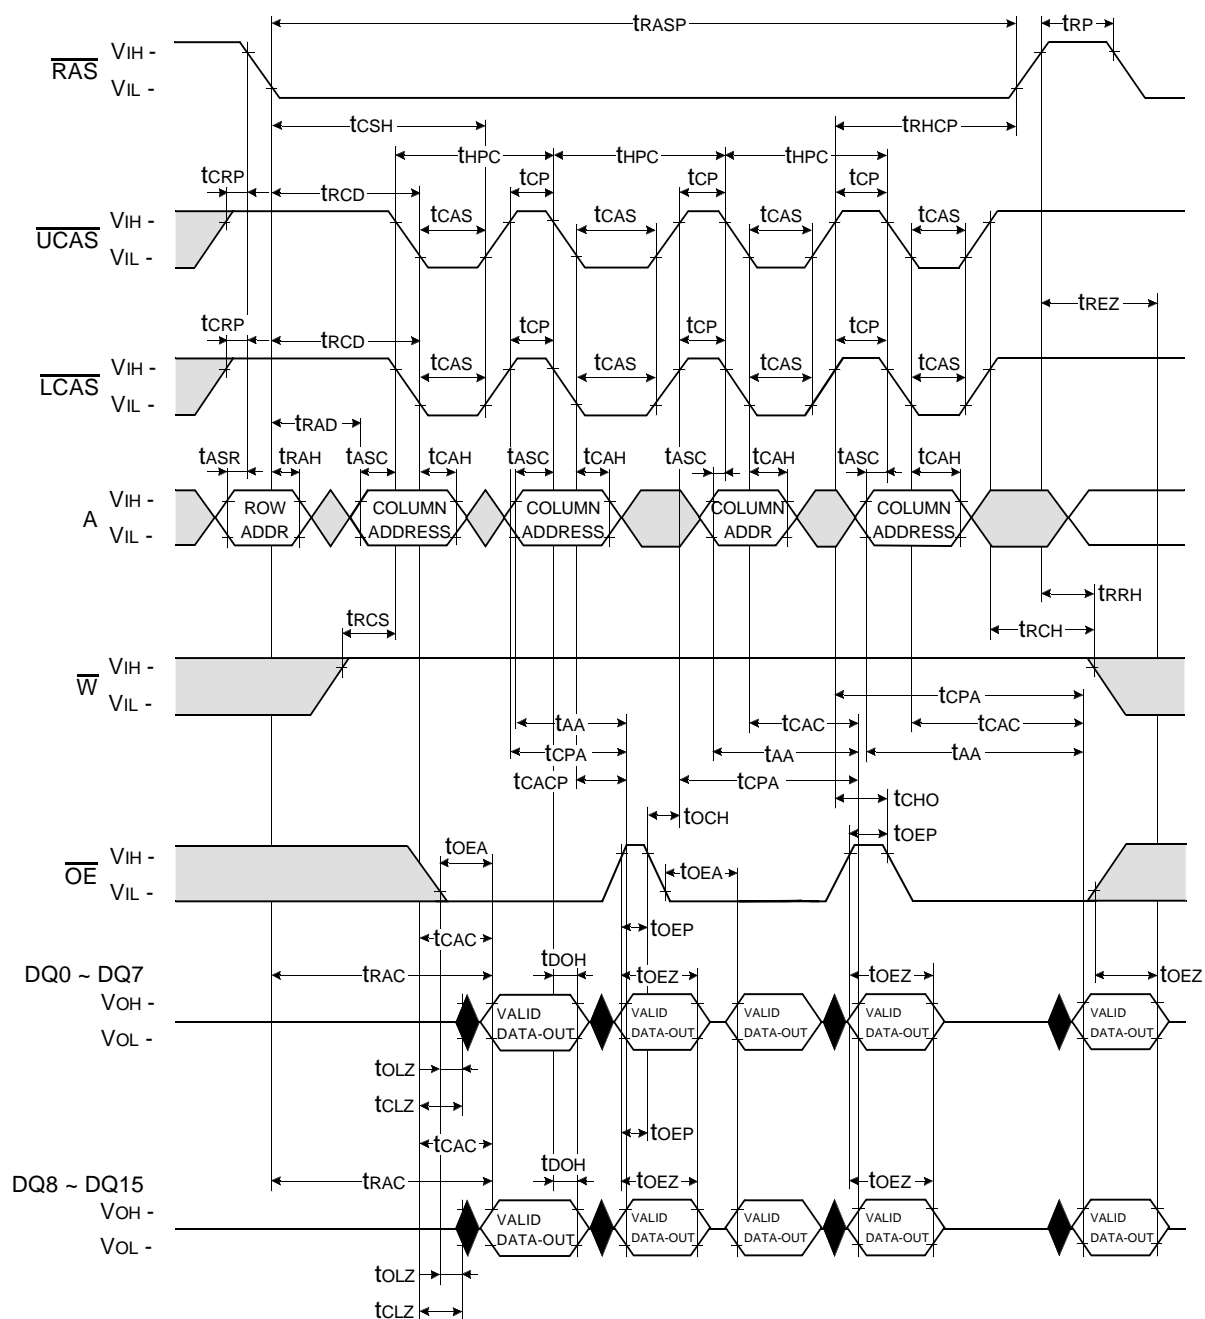 tRASP tRP
RAS VIH -
VIL -
tCSH tRHCP
tHPC tHPC tHPC
tCRP tRCD tCP tCP tCP
UCAS VIH - tCAS tCAS tCAS tCAS
VIL -
tREZ
tCRP tRCD tCP tCP tCP
LCAS VIH - tCAS tCAS tCAS tCAS
VIL -
tRAD
tASR tRAH tASC tCAH tASC tCAH tASC tCAH tASC tCAH
A VIH - ROW COLUMN COLUMN COLUMN COLUMN
VIL - ADDR ADDRESS ADDRESS ADDR ADDRESS
tRRH
tRCS tRCH
W VIH -
VIL - tCPA
tAA tCAC tCAC
tCPA tAA tAA
tCACP tCPA
tCHO
tOCH
tOEP
OE VIH - tOEA
VIL - tOEA
tOEP
tCAC
tDOH
DQ0 ~ DQ7 tRAC tOEZ tOEZ tOEZ
VOH - VALID VALID VALID VALID VALID
VOL - DATA-OUT DATA-OUT DATA-OUT DATA-OUT DATA-OUT
tOLZ
tCLZ
tOEP
tCAC
tDOH
DQ8 ~ DQ15 tRAC tOEZ tOEZ
VOH - VALID VALID VALID VALID VALID
VOL - DATA-OUT DATA-OUT DATA-OUT DATA-OUT DATA-OUT
tOLZ
tCLZ